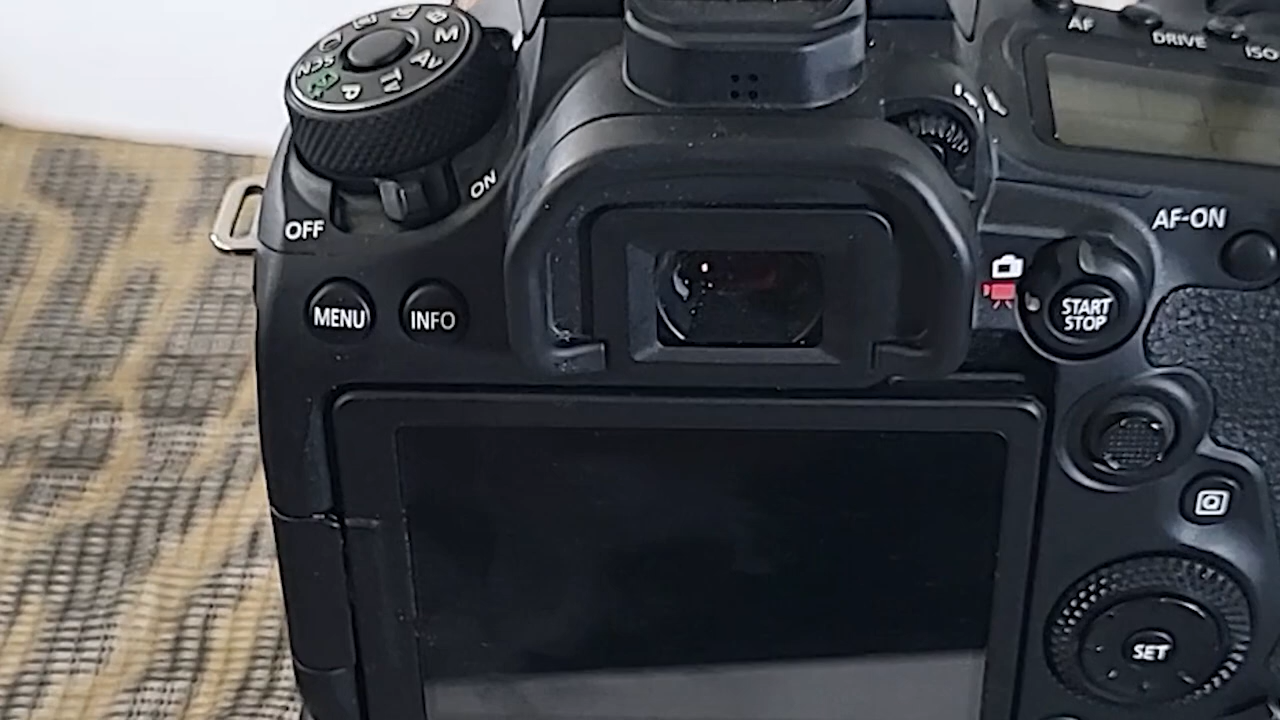 M
Av
Tv
P
SCN
AF
DRIVE
ISO
ON
OFF
AF-ON
MENU
INFO
START
STOP
SET